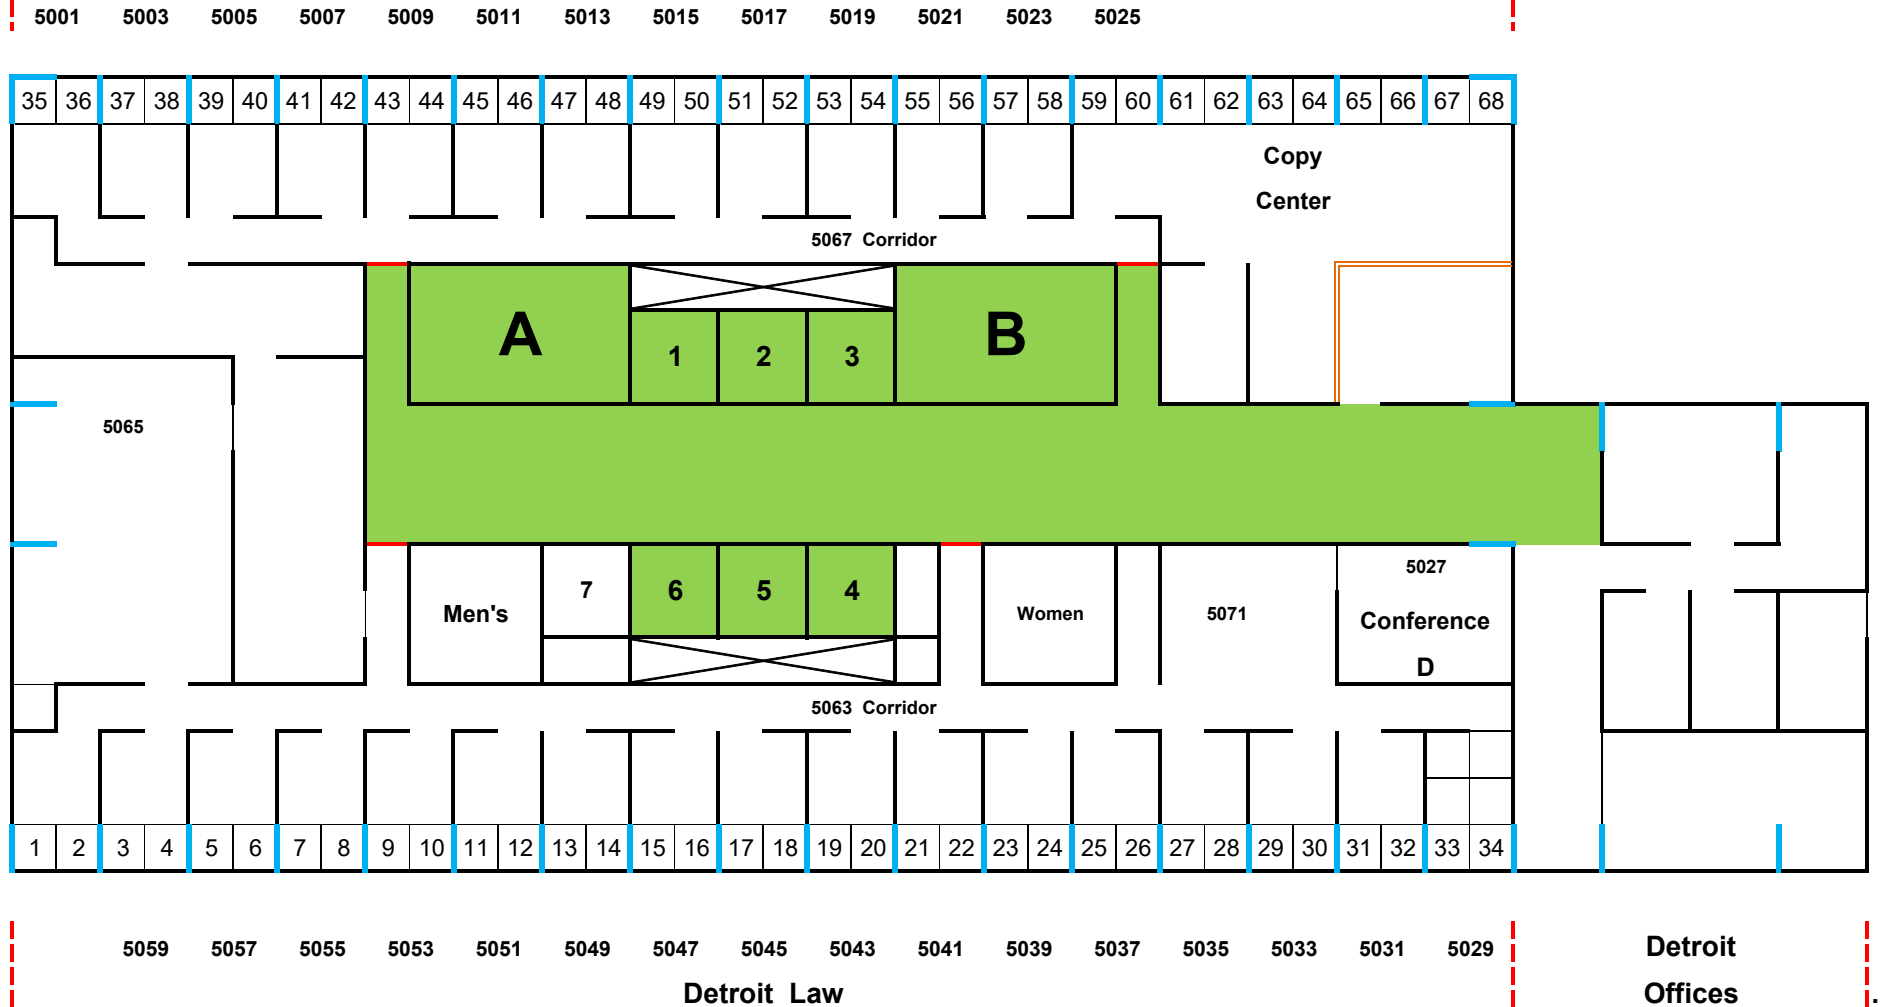 5001 5003 5005 5007 5009 5011 5013 5015 5017 5019 5021 5023 5025
35 36 37 38 39 40 41 42 43 44 45 46 47 48 49 50 51 52 53 54 55 56 57 58 59 60 61 62 63 64 65 66 67 68
Copy
Center
5067 Corridor
A B
1 2 3
5065
5027
7 6 5 4
Men's Women 5071 Conference
D
5063 Corridor
1 2 3 4 5 6 7 8 9 10 11 12 13 14 15 16 17 18 19 20 21 22 23 24 25 26 27 28 29 30 31 32 33 34
5059 5057 5055 5053 5051 5049 5047 5045 5043 5041 5039 5037 5035 5033 5031 5029 Detroit
Detroit Law Offices .